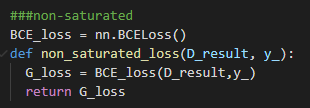 ###non-saturated
BCE_loss = nn.BCELoss()
def non_saturated_loss(D_result, y_):
  G_loss = BCE_loss(D_result,y_)
  return G_loss